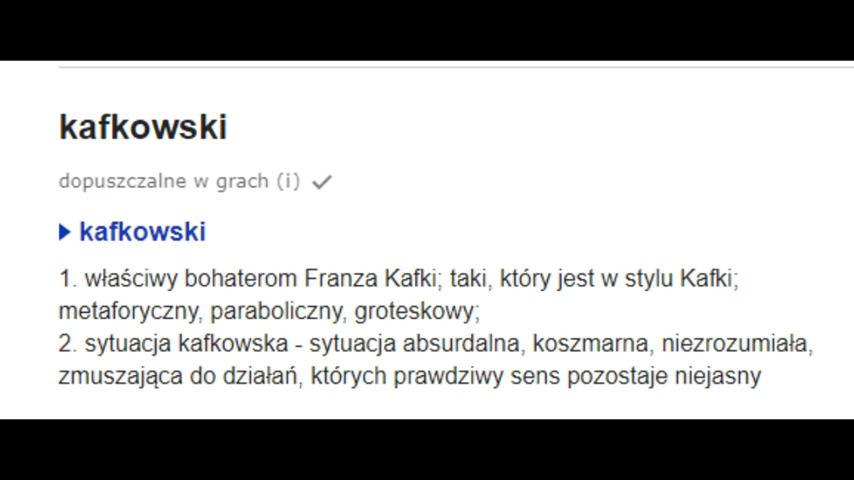 kafkowski
dopuszczalne w grach (i) ✓
kafkowski
1. właściwy bohaterom Franza Kafki; taki, który jest w stylu Kafki;
metaforyczny, paraboliczny, groteskowy;
2. sytuacja kafkowska - sytuacja absurdalna, koszmarna, niezrozumiała,
zmuszająca do działań, których prawdziwy sens pozostaje niejasny